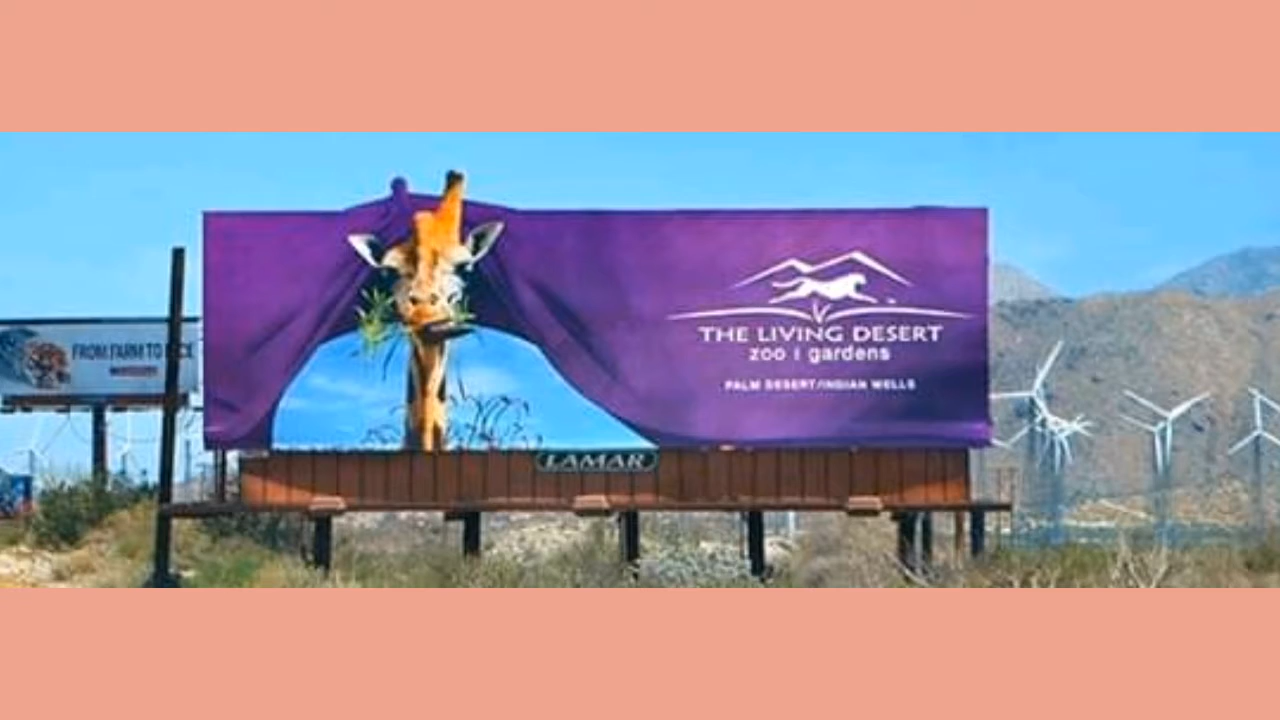 FROM FARM TO
THE LIVING DESERT
zoo | gardens
PALM DESERT/INDIAN WELLS
LAMAR